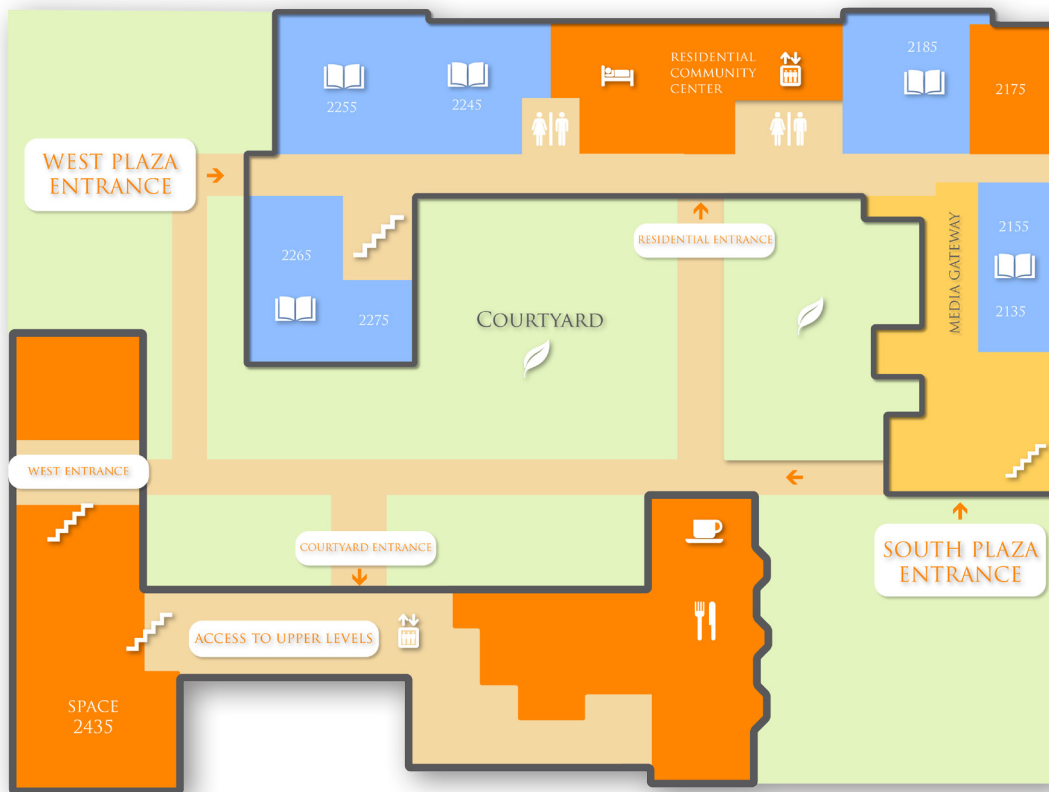 2255
2245
RESIDENTIAL
COMMUNITY
CENTER
2185
2175
WEST PLAZA
ENTRANCE
2265
2275
RESIDENTIAL ENTRANCE
MEDIA GATEWAY
2155
2135
COURTYARD
WEST ENTRANCE
COURTYARD ENTRANCE
SOUTH PLAZA
ENTRANCE
ACCESS TO UPPER LEVELS
SPACE
2435